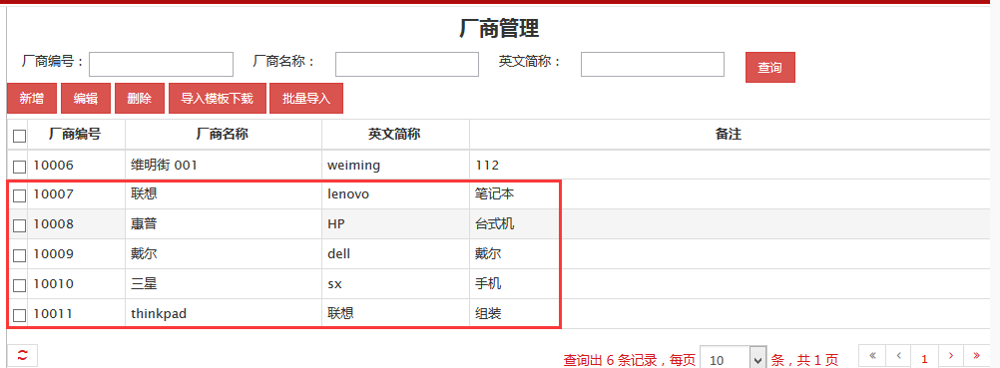 厂商管理
厂商编号： 厂商名称： 英文简称： 查询
新增 编辑 删除 导入模板下载 批量导入
厂商编号 厂商名称 英文简称 备注
10006 维明街 001 weiming 112
10007 联想 lenovo 笔记本
10008 惠普 HP 台式机
10009 戴尔 dell 戴尔
10010 三星 sx 手机
10011 thinkpad 联想 组装
查询出 6 条记录，每页 10 条，共 1 页 « ‹ 1 › »